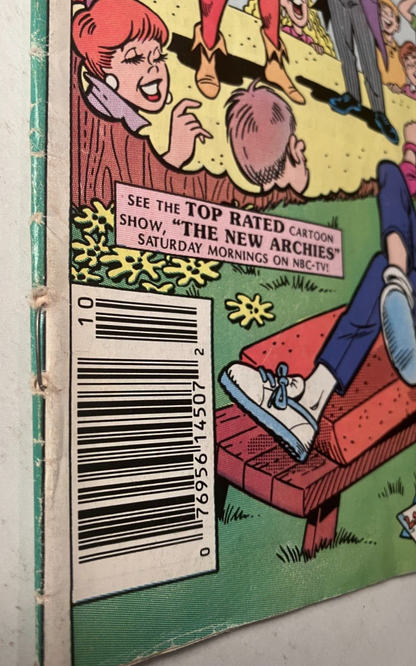 SEE THE TOP RATED CARTOON
SHOW, "THE NEW ARCHIES"
SATURDAY MORNINGS ON NBC-TV!
10
0 76956 14507 2